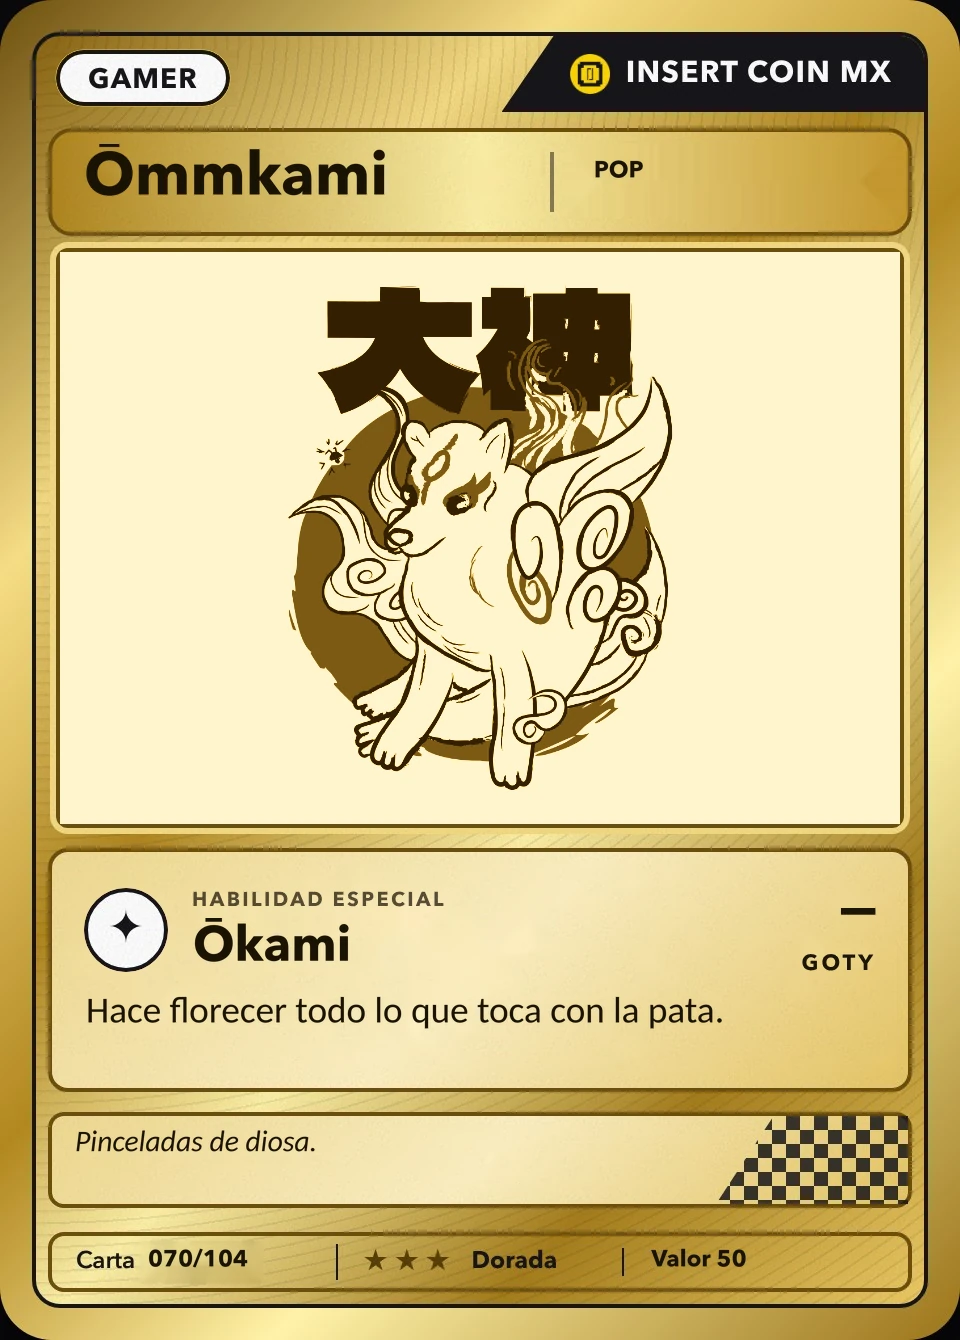 GAMER
INSERT COIN MX
Ōmmkami
POP
大神
HABILIDAD ESPECIAL
Ōkami
–
GOTY
Hace florecer todo lo que toca con la pata.
Pinceladas de diosa.
Carta 070/104 ★★★ Dorada Valor 50